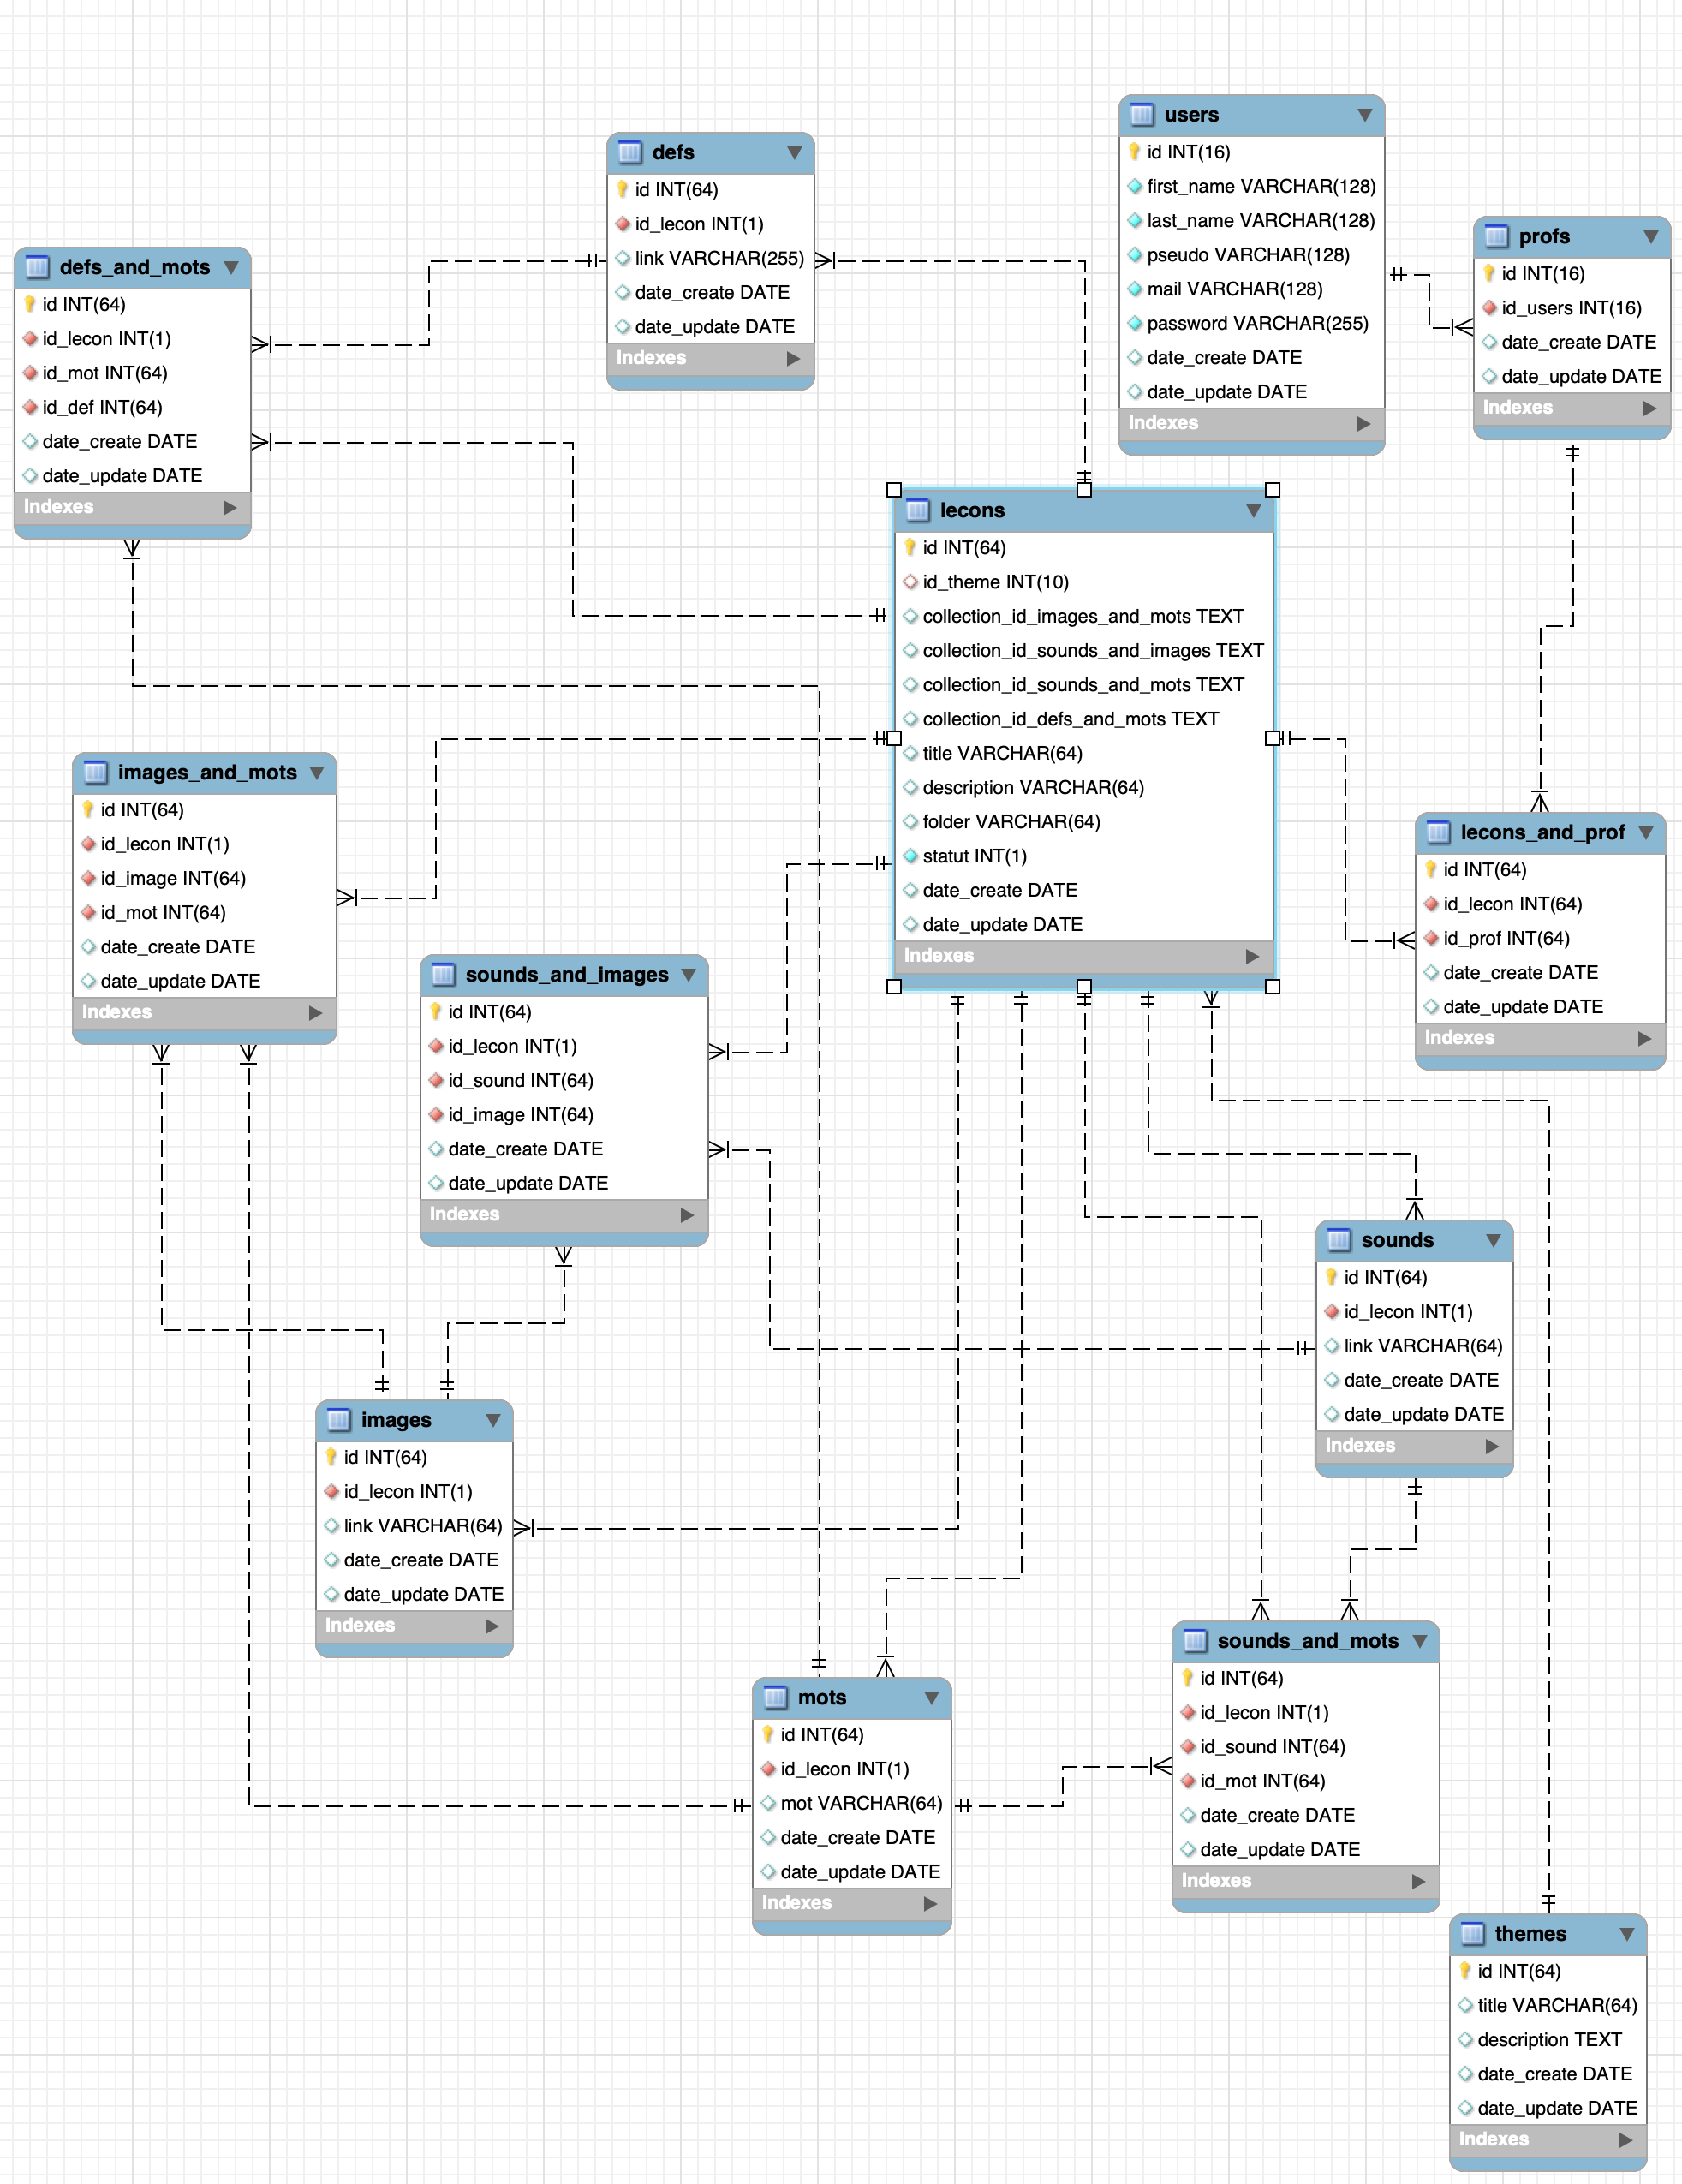 users
id INT(16)
first_name VARCHAR(128)
last_name VARCHAR(128)
pseudo VARCHAR(128)
mail VARCHAR(128)
password VARCHAR(255)
date_create DATE
date_update DATE
Indexes
defs
id INT(64)
id_lecon INT(1)
link VARCHAR(255)
date_create DATE
date_update DATE
Indexes
profs
id INT(16)
id_users INT(16)
date_create DATE
date_update DATE
Indexes
defs_and_mots
id INT(64)
id_lecon INT(1)
id_mot INT(64)
id_def INT(64)
date_create DATE
date_update DATE
Indexes
lecons
id INT(64)
id_theme INT(10)
collection_id_images_and_mots TEXT
collection_id_sounds_and_images TEXT
collection_id_sounds_and_mots TEXT
collection_id_defs_and_mots TEXT
title VARCHAR(64)
description VARCHAR(64)
folder VARCHAR(64)
statut INT(1)
date_create DATE
date_update DATE
Indexes
images_and_mots
id INT(64)
id_lecon INT(1)
id_image INT(64)
id_mot INT(64)
date_create DATE
date_update DATE
Indexes
lecons_and_prof
id INT(64)
id_lecon INT(64)
id_prof INT(64)
date_create DATE
date_update DATE
Indexes
sounds_and_images
id INT(64)
id_lecon INT(1)
id_sound INT(64)
id_image INT(64)
date_create DATE
date_update DATE
Indexes
sounds
id INT(64)
id_lecon INT(1)
link VARCHAR(64)
date_create DATE
date_update DATE
Indexes
images
id INT(64)
id_lecon INT(1)
link VARCHAR(64)
date_create DATE
date_update DATE
Indexes
sounds_and_mots
id INT(64)
id_lecon INT(1)
id_sound INT(64)
id_mot INT(64)
date_create DATE
date_update DATE
Indexes
mots
id INT(64)
id_lecon INT(1)
mot VARCHAR(64)
date_create DATE
date_update DATE
Indexes
themes
id INT(64)
title VARCHAR(64)
description TEXT
date_create DATE
date_update DATE
Indexes